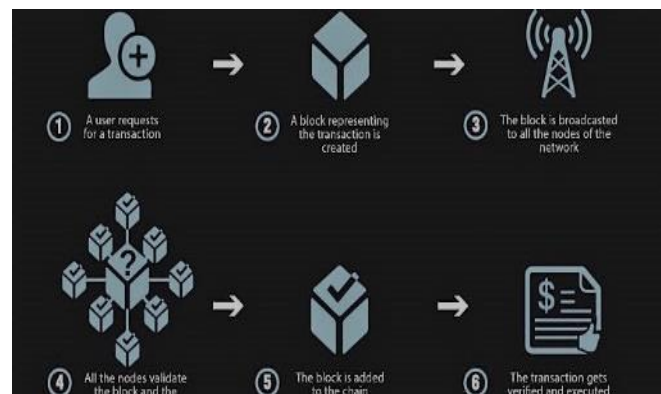 1 A user requests
for a transaction
2 A block representing
the transaction is
created
3 The block is broadcasted
to all the nodes of the
network
?
$
4 All the nodes validate
the block and the
5 The block is added
to the chain
6 The transaction gets
verified and executed